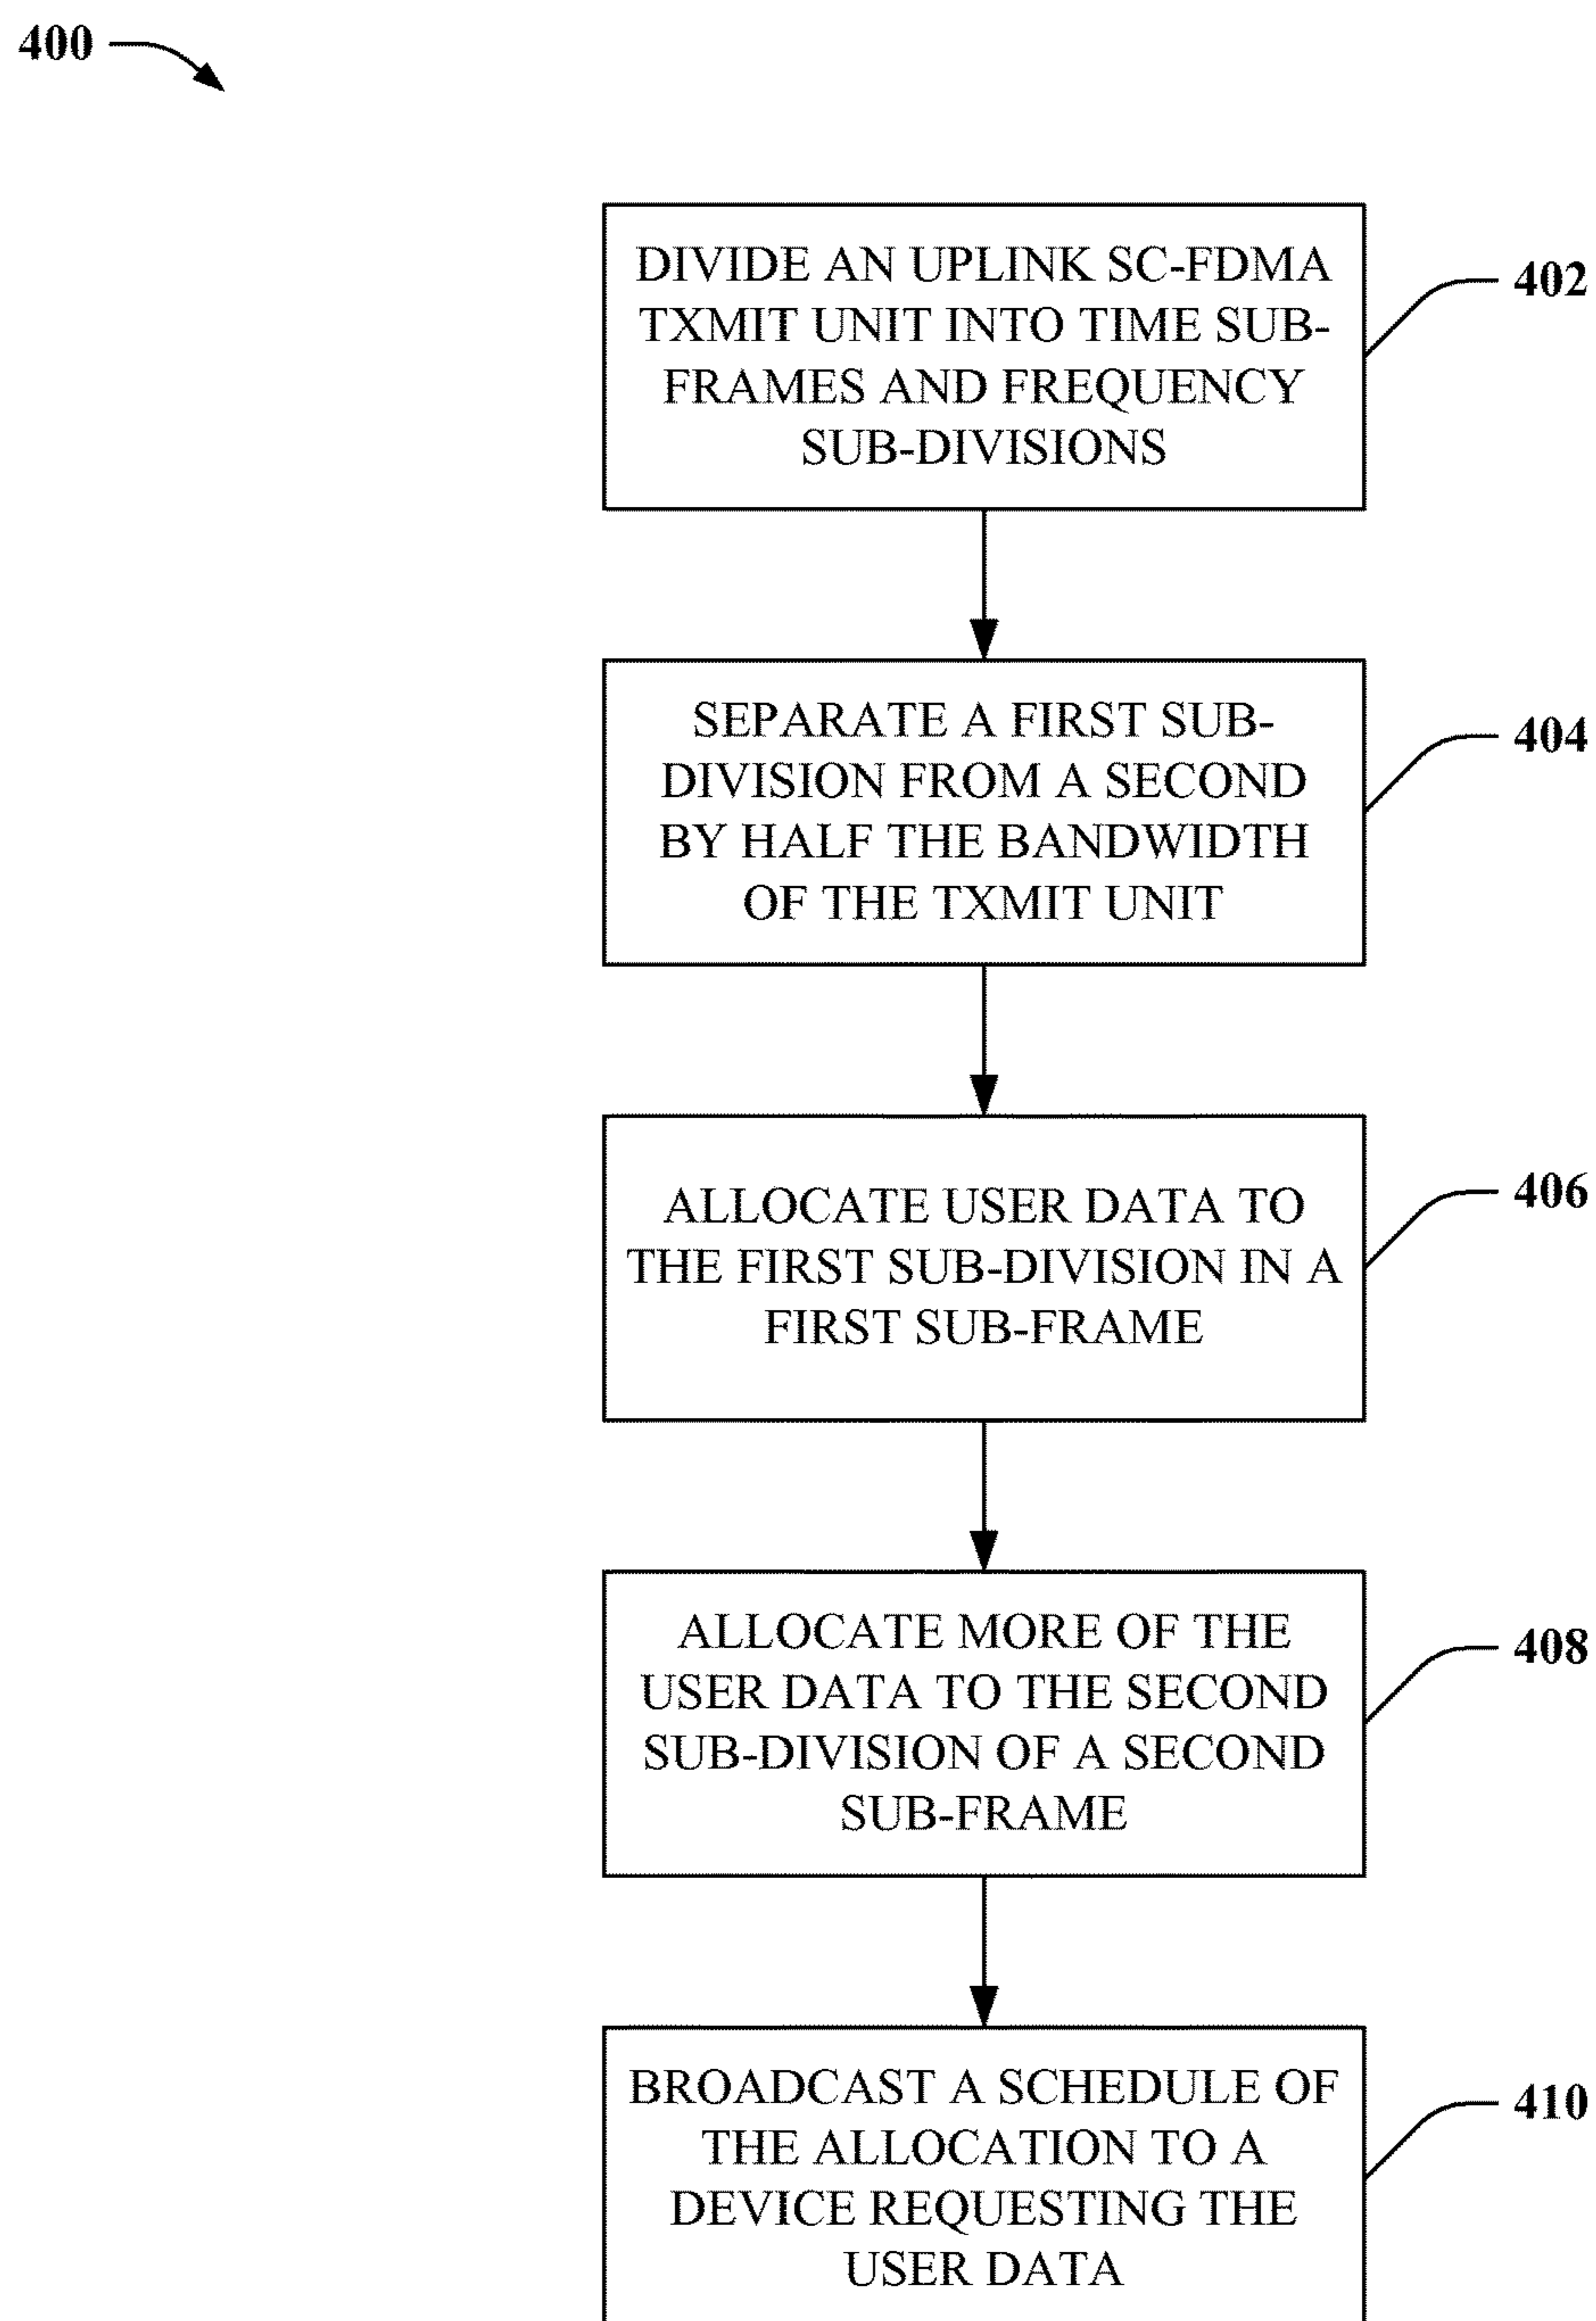 400
DIVIDE AN UPLINK SC-FDMA
TXMIT UNIT INTO TIME SUB-
FRAMES AND FREQUENCY
SUB-DIVISIONS
402
SEPARATE A FIRST SUB-
DIVISION FROM A SECOND
BY HALF THE BANDWIDTH
OF THE TXMIT UNIT
404
ALLOCATE USER DATA TO
THE FIRST SUB-DIVISION IN A
FIRST SUB-FRAME
406
ALLOCATE MORE OF THE
USER DATA TO THE SECOND
SUB-DIVISION OF A SECOND
SUB-FRAME
408
BROADCAST A SCHEDULE OF
THE ALLOCATION TO A
DEVICE REQUESTING THE
USER DATA
410